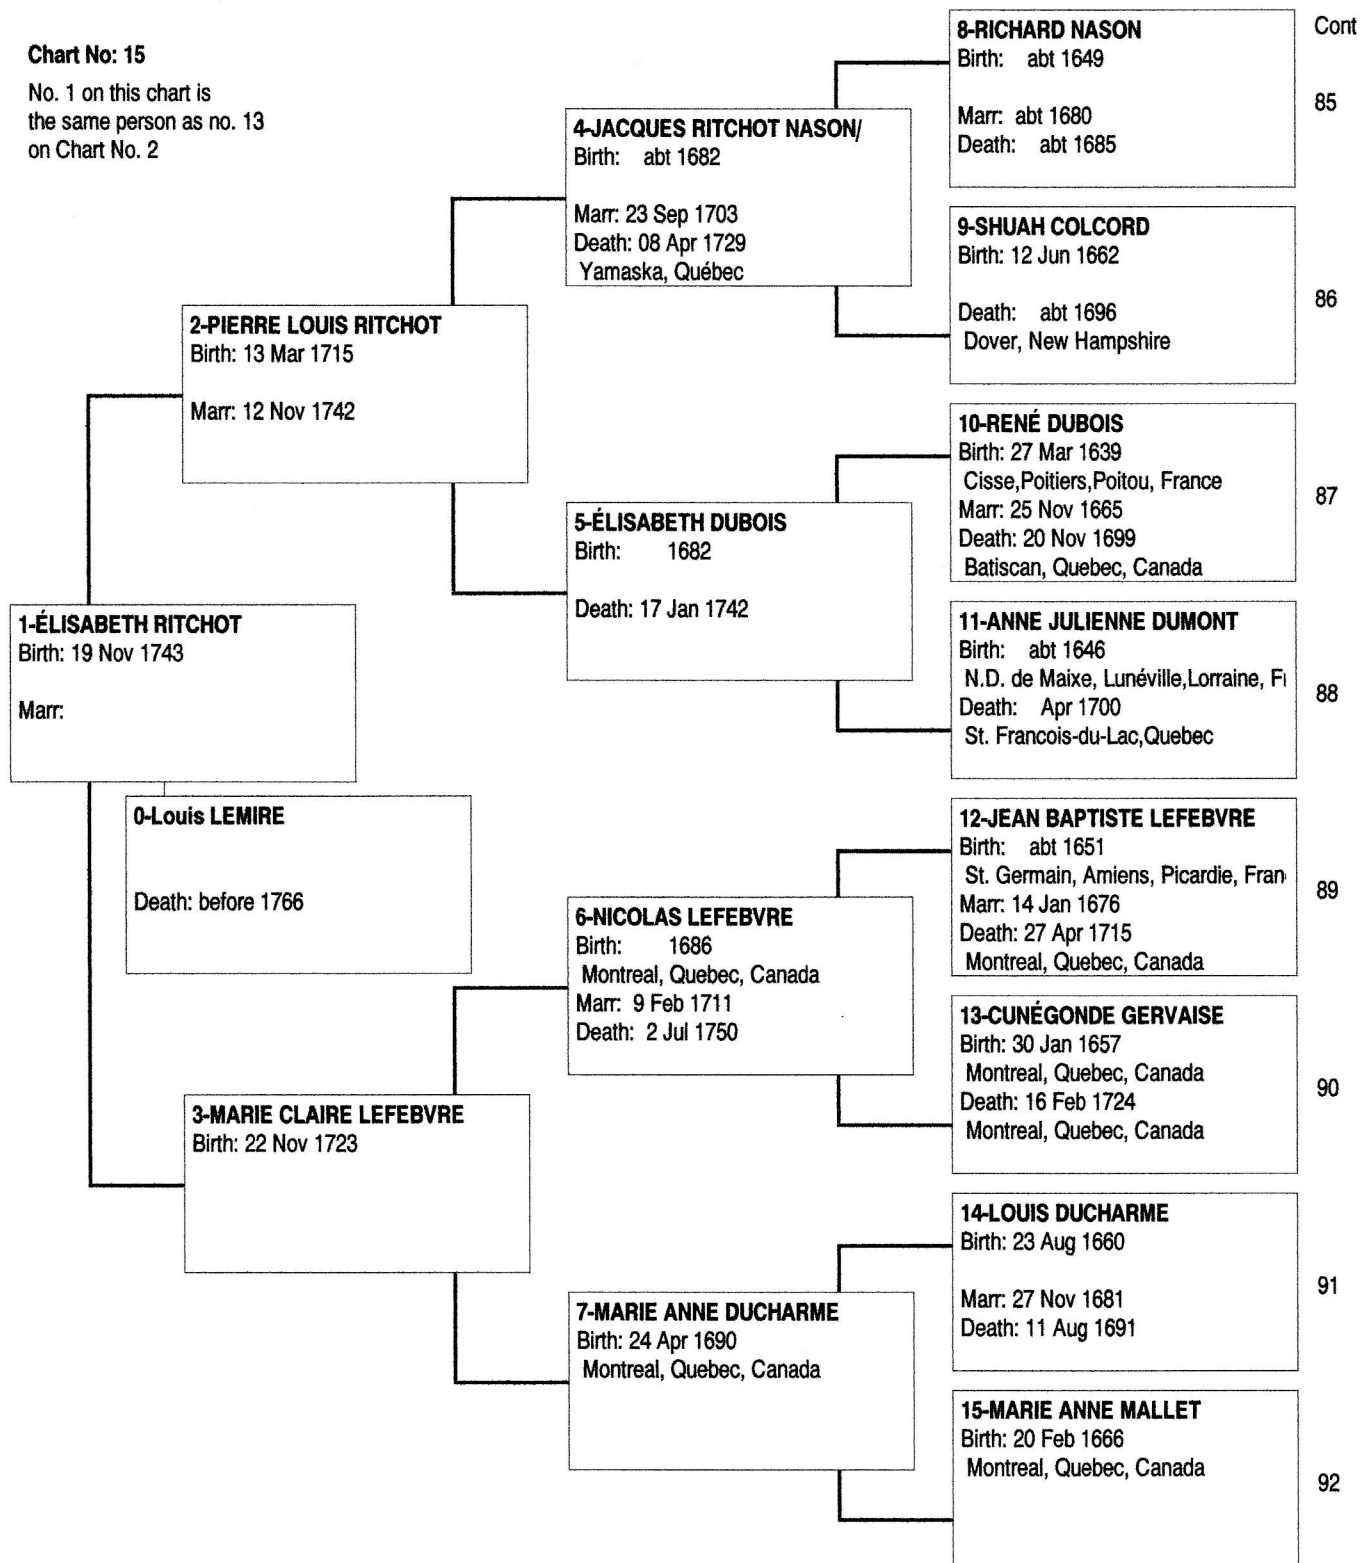 Chart No: 15
No. 1 on this chart is
the same person as no. 13
on Chart No. 2
Cont
8-RICHARD NASON
Birth: abt 1649
Marr: abt 1680
Death: abt 1685
85
4-JACQUES RITCHOT NASON/
Birth: abt 1682
Marr: 23 Sep 1703
Death: 08 Apr 1729
Yamaska, Québec
9-SHUAH COLCORD
Birth: 12 Jun 1662
Death: abt 1696
Dover, New Hampshire
86
2-PIERRE LOUIS RITCHOT
Birth: 13 Mar 1715
Marr: 12 Nov 1742
10-RENÉ DUBOIS
Birth: 27 Mar 1639
Cisse,Poitiers,Poitou, France
Marr: 25 Nov 1665
Death: 20 Nov 1699
Batiscan, Quebec, Canada
87
5-ÉLISABETH DUBOIS
Birth: 1682
Death: 17 Jan 1742
11-ANNE JULIENNE DUMONT
Birth: abt 1646
N.D. de Maixe, Lunéville,Lorraine, Fr
Death: Apr 1700
St. Francois-du-Lac,Quebec
88
1-ÉLISABETH RITCHOT
Birth: 19 Nov 1743
Marr:
0-Louis LEMIRE
Death: before 1766
12-JEAN BAPTISTE LEFEBVRE
Birth: abt 1651
St. Germain, Amiens, Picardie, Fran
Marr: 14 Jan 1676
Death: 27 Apr 1715
Montreal, Quebec, Canada
89
6-NICOLAS LEFEBVRE
Birth: 1686
Montreal, Quebec, Canada
Marr: 9 Feb 1711
Death: 2 Jul 1750
13-CUNÉGONDE GERVAISE
Birth: 30 Jan 1657
Montreal, Quebec, Canada
Death: 16 Feb 1724
Montreal, Quebec, Canada
90
3-MARIE CLAIRE LEFEBVRE
Birth: 22 Nov 1723
14-LOUIS DUCHARME
Birth: 23 Aug 1660
Marr: 27 Nov 1681
Death: 11 Aug 1691
91
7-MARIE ANNE DUCHARME
Birth: 24 Apr 1690
Montreal, Quebec, Canada
15-MARIE ANNE MALLET
Birth: 20 Feb 1666
Montreal, Quebec, Canada
92